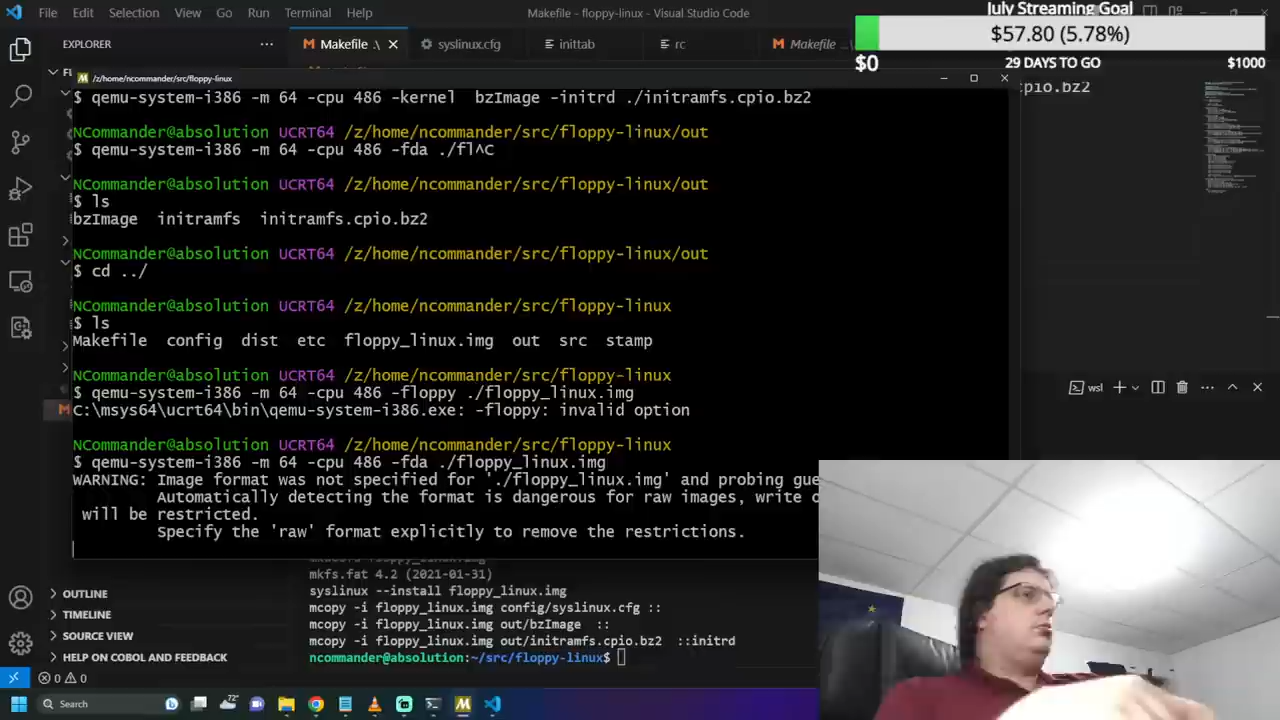 File Edit Selection View Go Run Terminal Help
Makefile - floppy-linux - Visual Studio Code
July Streaming Goal
$57.80 (5.78%)
$0
29 DAYS TO GO
$1000
EXPLORER
Makefile .\
syslinux.cfg
inittab
rc
Makefile
/z/home/ncommander/src/floppy-linux
$ qemu-system-i386 -m 64 -cpu 486 -kernel  bzImage -initrd ./initramfs.cpio.bz2
cpio.bz2
NCommander@absolution UCRT64 /z/home/ncommander/src/floppy-linux/out
$ qemu-system-i386 -m 64 -cpu 486 -fda ./fl^C
NCommander@absolution UCRT64 /z/home/ncommander/src/floppy-linux/out
$ ls
bzImage  initramfs  initramfs.cpio.bz2
NCommander@absolution UCRT64 /z/home/ncommander/src/floppy-linux/out
$ cd ../
NCommander@absolution UCRT64 /z/home/ncommander/src/floppy-linux
$ ls
Makefile  config  dist  etc  floppy_linux.img  out  src  stamp
NCommander@absolution UCRT64 /z/home/ncommander/src/floppy-linux
$ qemu-system-i386 -m 64 -cpu 486 -floppy ./floppy_linux.img
C:\msys64\ucrt64\bin\qemu-system-i386.exe: -floppy: invalid option
wsl
NCommander@absolution UCRT64 /z/home/ncommander/src/floppy-linux
$ qemu-system-i386 -m 64 -cpu 486 -fda ./floppy_linux.img
WARNING: Image format was not specified for './floppy_linux.img' and probing gue
Automatically detecting the format is dangerous for raw images, write
will be restricted.
Specify the 'raw' format explicitly to remove the restrictions.
mkfs.fat 4.2 (2021-01-31)
syslinux --install floppy_linux.img
mcopy -i floppy_linux.img config/syslinux.cfg ::
mcopy -i floppy_linux.img out/bzImage  ::
mcopy -i floppy_linux.img out/initramfs.cpio.bz2  ::initrd
ncommander@absolution:~/src/floppy-linux$
OUTLINE
TIMELINE
SOURCE VIEW
HELP ON COBOL AND FEEDBACK
0 0
Search
72°